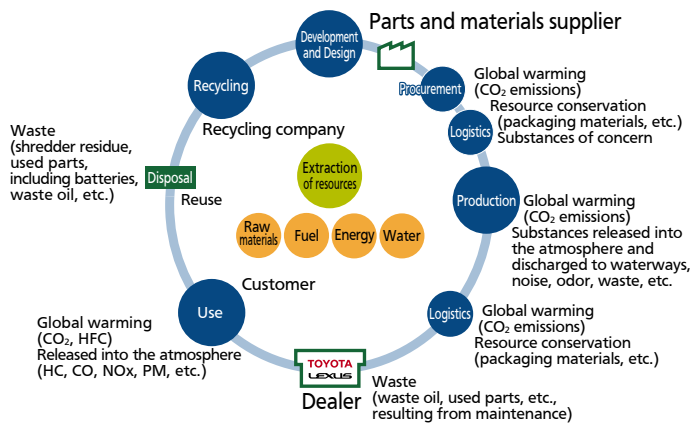 Parts and materials supplier
Development
and Design
Procurement
Global warming
(CO₂ emissions)
Resource conservation
(packaging materials, etc.)
Substances of concern
Logistics
Production
Global warming
(CO₂ emissions)
Substances released into
the atmosphere and
discharged to waterways,
noise, odor, waste, etc.
Logistics
Global warming
(CO₂ emissions)
Resource conservation
(packaging materials, etc.)
TOYOTA
LEXUS
Dealer
Waste
(waste oil, used parts, etc.,
resulting from maintenance)
Customer
Use
Global warming
(CO₂, HFC)
Released into the atmosphere
(HC, CO, NOx, PM, etc.)
Disposal
Reuse
Waste
(shredder residue,
used parts,
including batteries,
waste oil, etc.)
Recycling
Recycling company
Extraction
of resources
Raw
materials
Fuel
Energy
Water